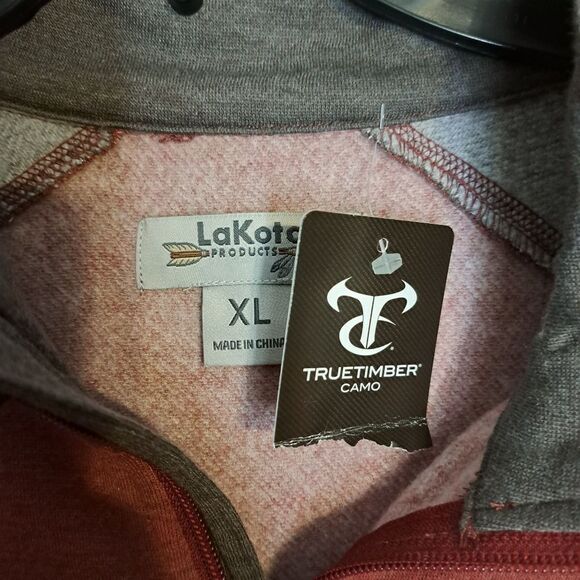 LaKota
PRODUCTS
XL
MADE IN CHINA
TRUETIMBER®
CAMO